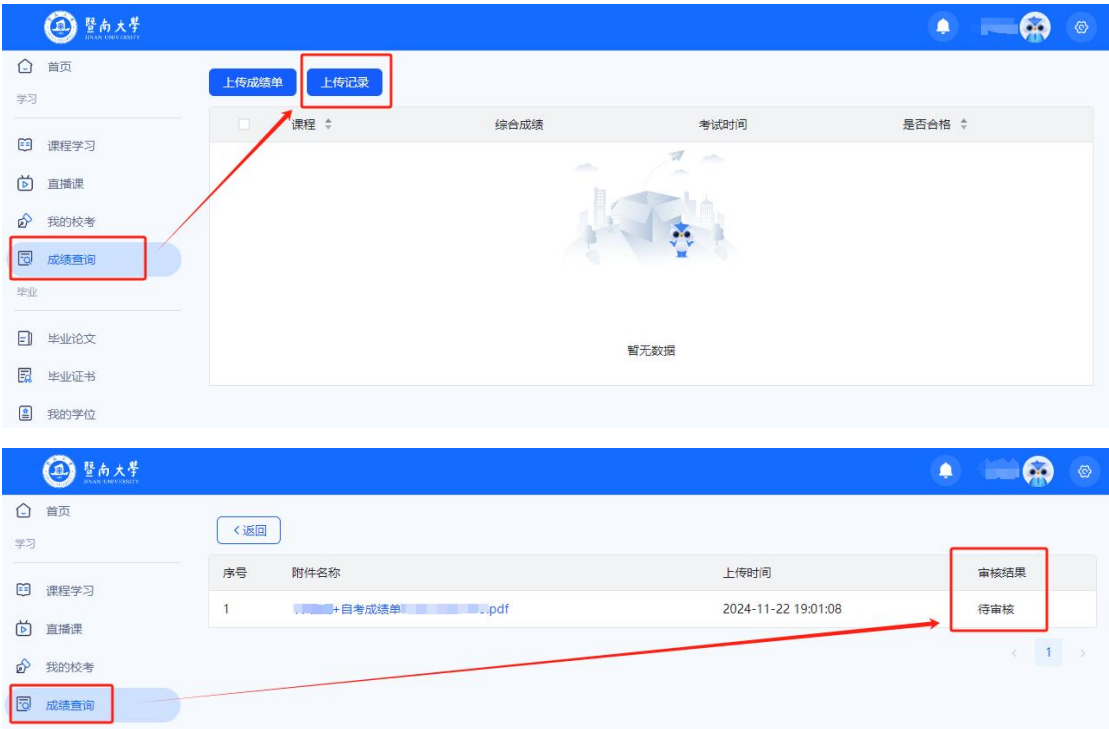 暨南大學
JINAN UNIVERSITY
首页
学习
上传成绩单 上传记录
课程 综合成绩 考试时间 是否合格
课程学习
直播课
我的校考
成绩查询
毕业
暂无数据
毕业论文
毕业证书
我的学位
暨南大學
JINAN UNIVERSITY
首页
学习
<返回
序号 附件名称 上传时间 审核结果
1 +自考成绩单 .pdf 2024-11-22 19:01:08 待审核
课程学习
直播课
我的校考
< 1 >
成绩查询